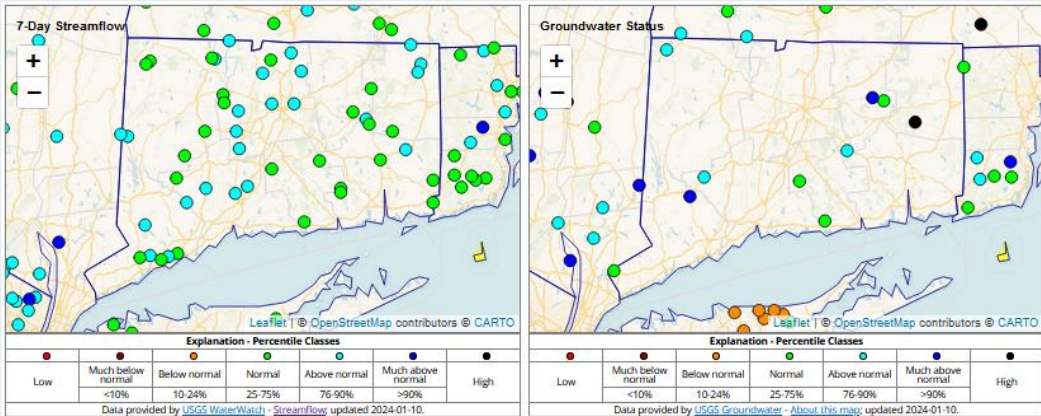 7-Day Streamflow
+
−
Leaflet | © OpenStreetMap contributors © CARTO
Explanation - Percentile Classes
Low
Much below normal
Below normal
Normal
Above normal
Much above normal
High
<10%
10-24%
25-75%
76-90%
>90%
Data provided by USGS WaterWatch - Streamflow; updated 2024-01-10.
Groundwater Status
+
−
Leaflet | © OpenStreetMap contributors © CARTO
Explanation - Percentile Classes
Low
Much below normal
Below normal
Normal
Above normal
Much above normal
High
<10%
10-24%
25-75%
76-90%
>90%
Data provided by USGS Groundwater - About this map; updated 2024-01-10.